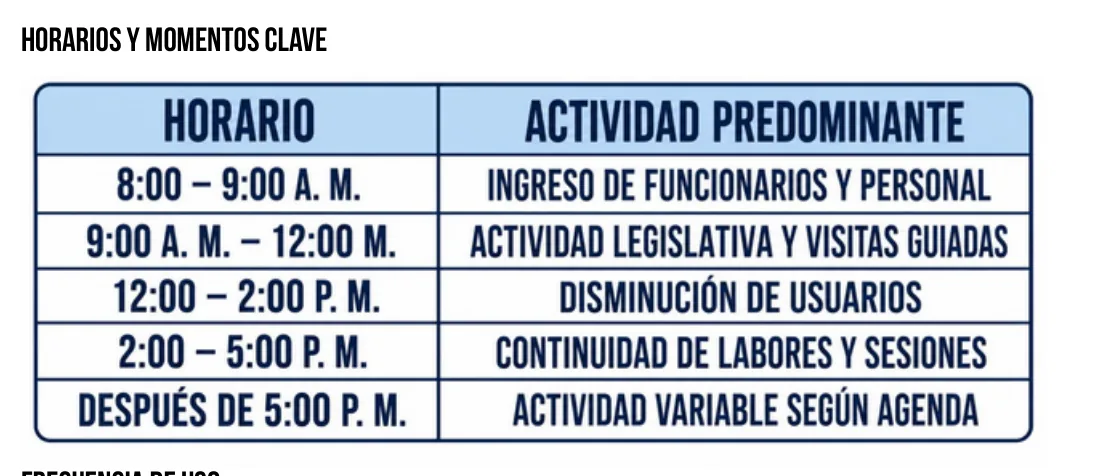 HORARIOS Y MOMENTOS CLAVE
HORARIO ACTIVIDAD PREDOMINANTE
8:00 – 9:00 A. M. INGRESO DE FUNCIONARIOS Y PERSONAL
9:00 A. M. – 12:00 M. ACTIVIDAD LEGISLATIVA Y VISITAS GUIADAS
12:00 – 2:00 P. M. DISMINUCIÓN DE USUARIOS
2:00 – 5:00 P. M. CONTINUIDAD DE LABORES Y SESIONES
DESPUÉS DE 5:00 P. M. ACTIVIDAD VARIABLE SEGÚN AGENDA